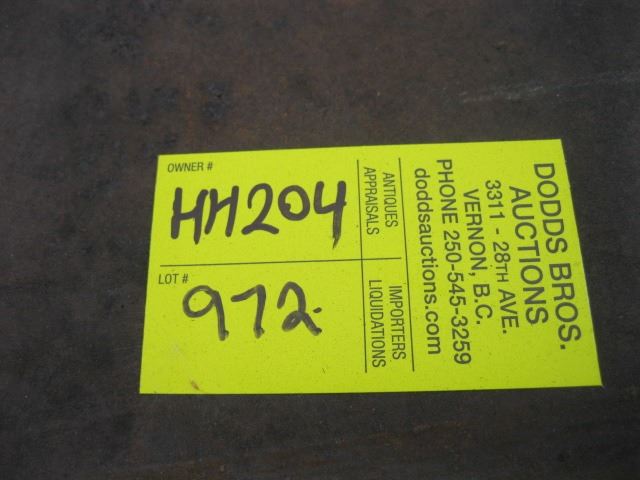 OWNER #
HH204
LOT #
972
ANTIQUES
APPRAISALS
IMPORTERS
LIQUIDATIONS
DODDS BROS.
AUCTIONS
3311 - 28TH AVE.
VERNON, B.C.
PHONE 250-545-3259
doddsauctions.com